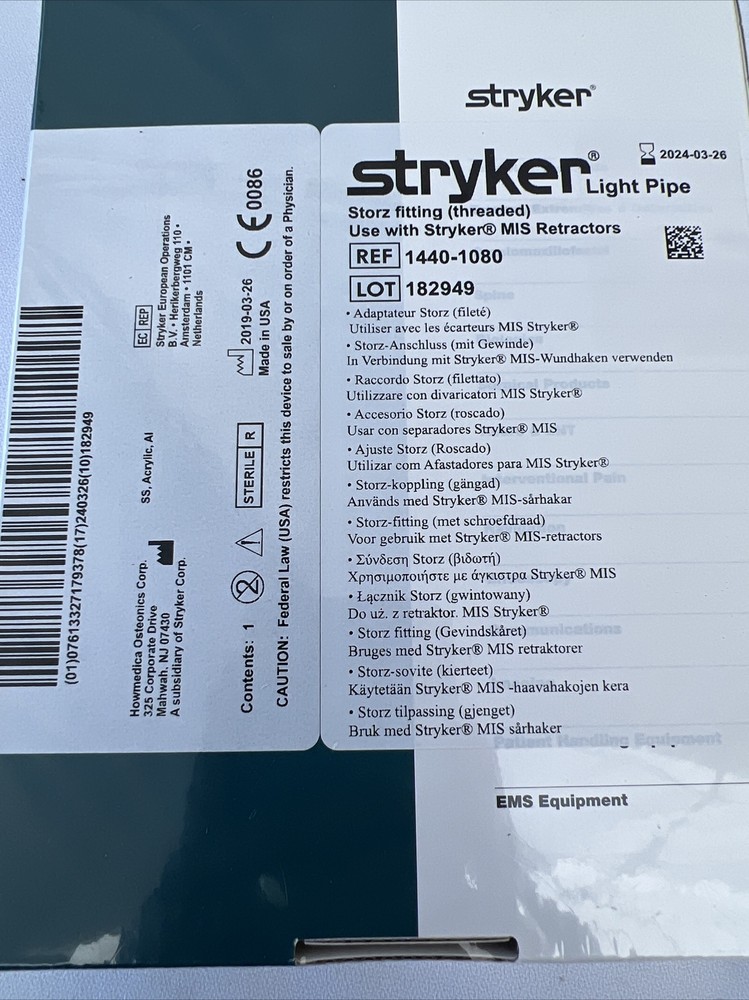 stryker®
stryker® Light Pipe
2024-03-26
Storz fitting (threaded)
Use with Stryker® MIS Retractors
REF 1440-1080
LOT 182949
• Adaptateur Storz (fileté)
Utiliser avec les écarteurs MIS Stryker®
• Storz-Anschluss (mit Gewinde)
In Verbindung mit Stryker® MIS-Wundhaken verwenden
• Raccordo Storz (filettato)
Utilizzare con divaricatori MIS Stryker®
• Accesorio Storz (roscado)
Usar con separadores Stryker® MIS
• Ajuste Storz (Roscado)
Utilizar com Afastadores para MIS Stryker®
• Storz-koppling (gängad)
Används med Stryker® MIS-sårhakar
• Storz-fitting (met schroefdraad)
Voor gebruik met Stryker® MIS-retractors
• Σύνδεση Storz (βιδωτή)
Χρησιμοποιήστε με άγκιστρα Stryker® MIS
• Łącznik Storz (gwintowany)
Do uż. z retraktor. MIS Stryker®
• Storz fitting (Gevindskåret)
Bruges med Stryker® MIS retraktorer
• Storz-sovite (kierteet)
Käytetään Stryker® MIS -haavahakojen kera
• Storz tilpassing (gjenget)
Bruk med Stryker® MIS sårhaker
Patient Handling Equipment
EMS Equipment
(01)07613327179378(17)240326(10)182949
Howmedica Osteonics Corp.
325 Corporate Drive
Mahwah, NJ 07430
A subsidiary of Stryker Corp.
SS, Acrylic, Al
EC REP
Stryker European Operations
B.V. • Herikerbergweg 110 •
Amsterdam • 1101 CM •
Netherlands
Contents: 1
2
STERILE R
2019-03-26
Made in USA
CE 0086
CAUTION: Federal Law (USA) restricts this device to sale by or on order of a Physician.